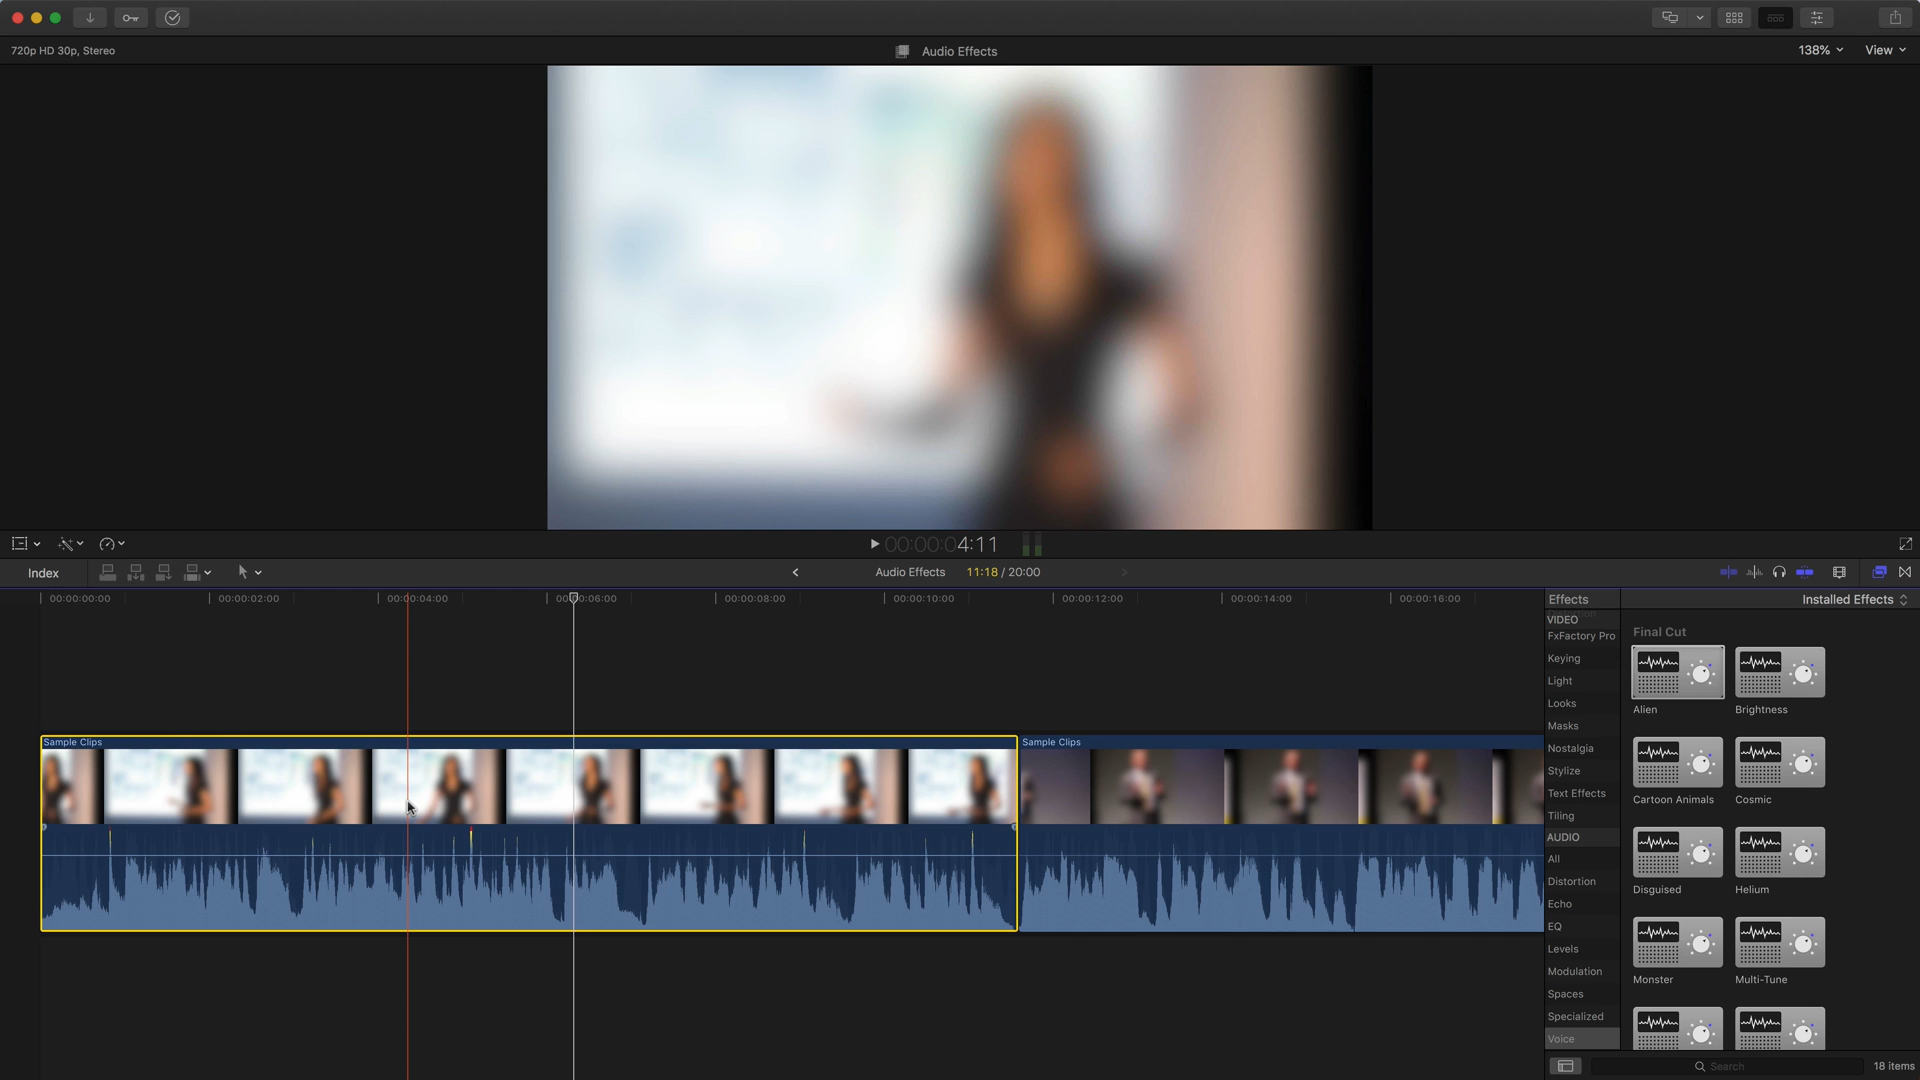 720p HD 30p, Stereo
Audio Effects
138%
View
00:00:04:11
Index
Audio Effects
11:18 / 20:00
00:00:00:00
00:00:02:00
00:00:04:00
00:00:06:00
00:00:08:00
00:00:10:00
00:00:12:00
00:00:14:00
00:00:16:00
Effects
Installed Effects
VIDEO
FxFactory Pro
Keying
Light
Looks
Masks
Nostalgia
Stylize
Text Effects
Tiling
AUDIO
All
Distortion
Echo
EQ
Levels
Modulation
Spaces
Specialized
Voice
Final Cut
Alien
Brightness
Cartoon Animals
Cosmic
Disguised
Helium
Monster
Multi-Tune
Sample Clips
Sample Clips
Search
18 items